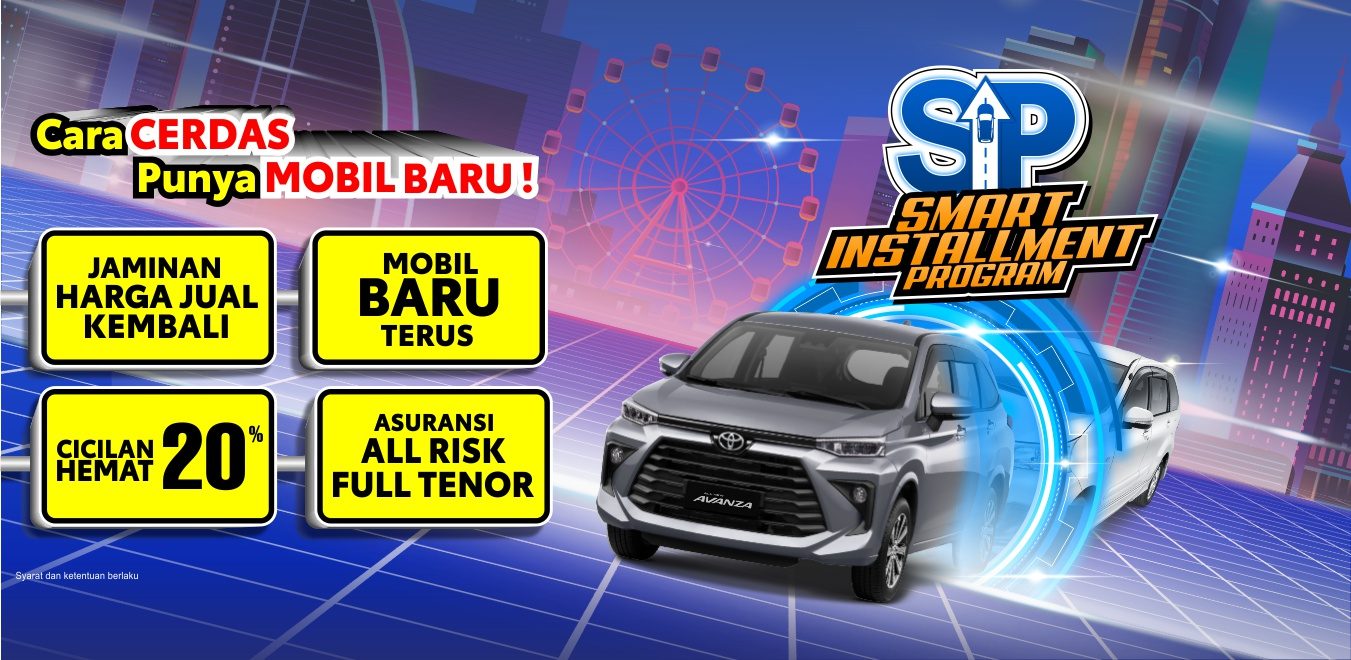 Cara CERDAS
Punya MOBIL BARU !
JAMINAN
HARGA JUAL
KEMBALI
MOBIL
BARU
TERUS
CICILAN
HEMAT 20%
ASURANSI
ALL RISK
FULL TENOR
Syarat dan ketentuan berlaku
SIP
SMART
INSTALLMENT
PROGRAM
AVANZA